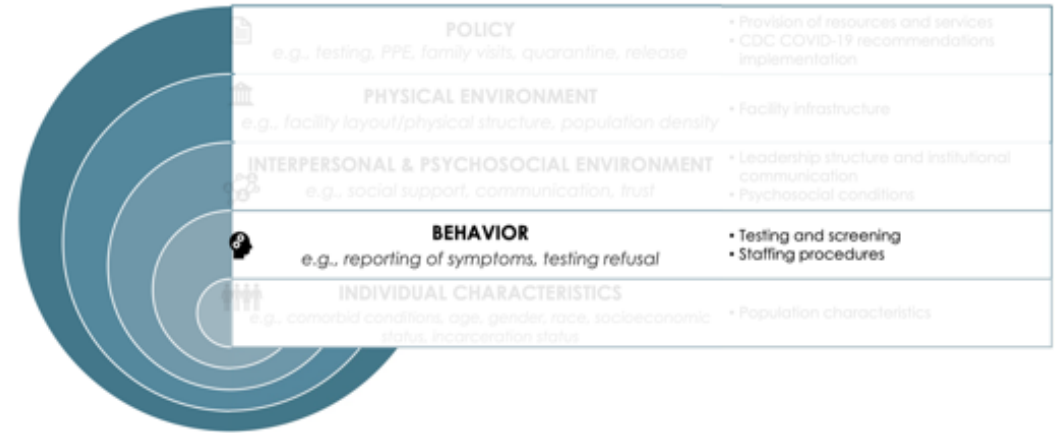 POLICY
e.g., testing, PPE, family visits, quarantine, release
• Provision of resources and services
• CDC COVID-19 recommendations
implementation
PHYSICAL ENVIRONMENT
e.g., facility layout/physical structure, population density
• Facility infrastructure
INTERPERSONAL & PSYCHOSOCIAL ENVIRONMENT
e.g., social support, communication, trust
• Leadership structure and institutional
communication
• Psychosocial conditions
BEHAVIOR
e.g., reporting of symptoms, testing refusal
• Testing and screening
• Staffing procedures
INDIVIDUAL CHARACTERISTICS
e.g., comorbid conditions, age, gender, race, socioeconomic
status, incarceration status
• Population characteristics